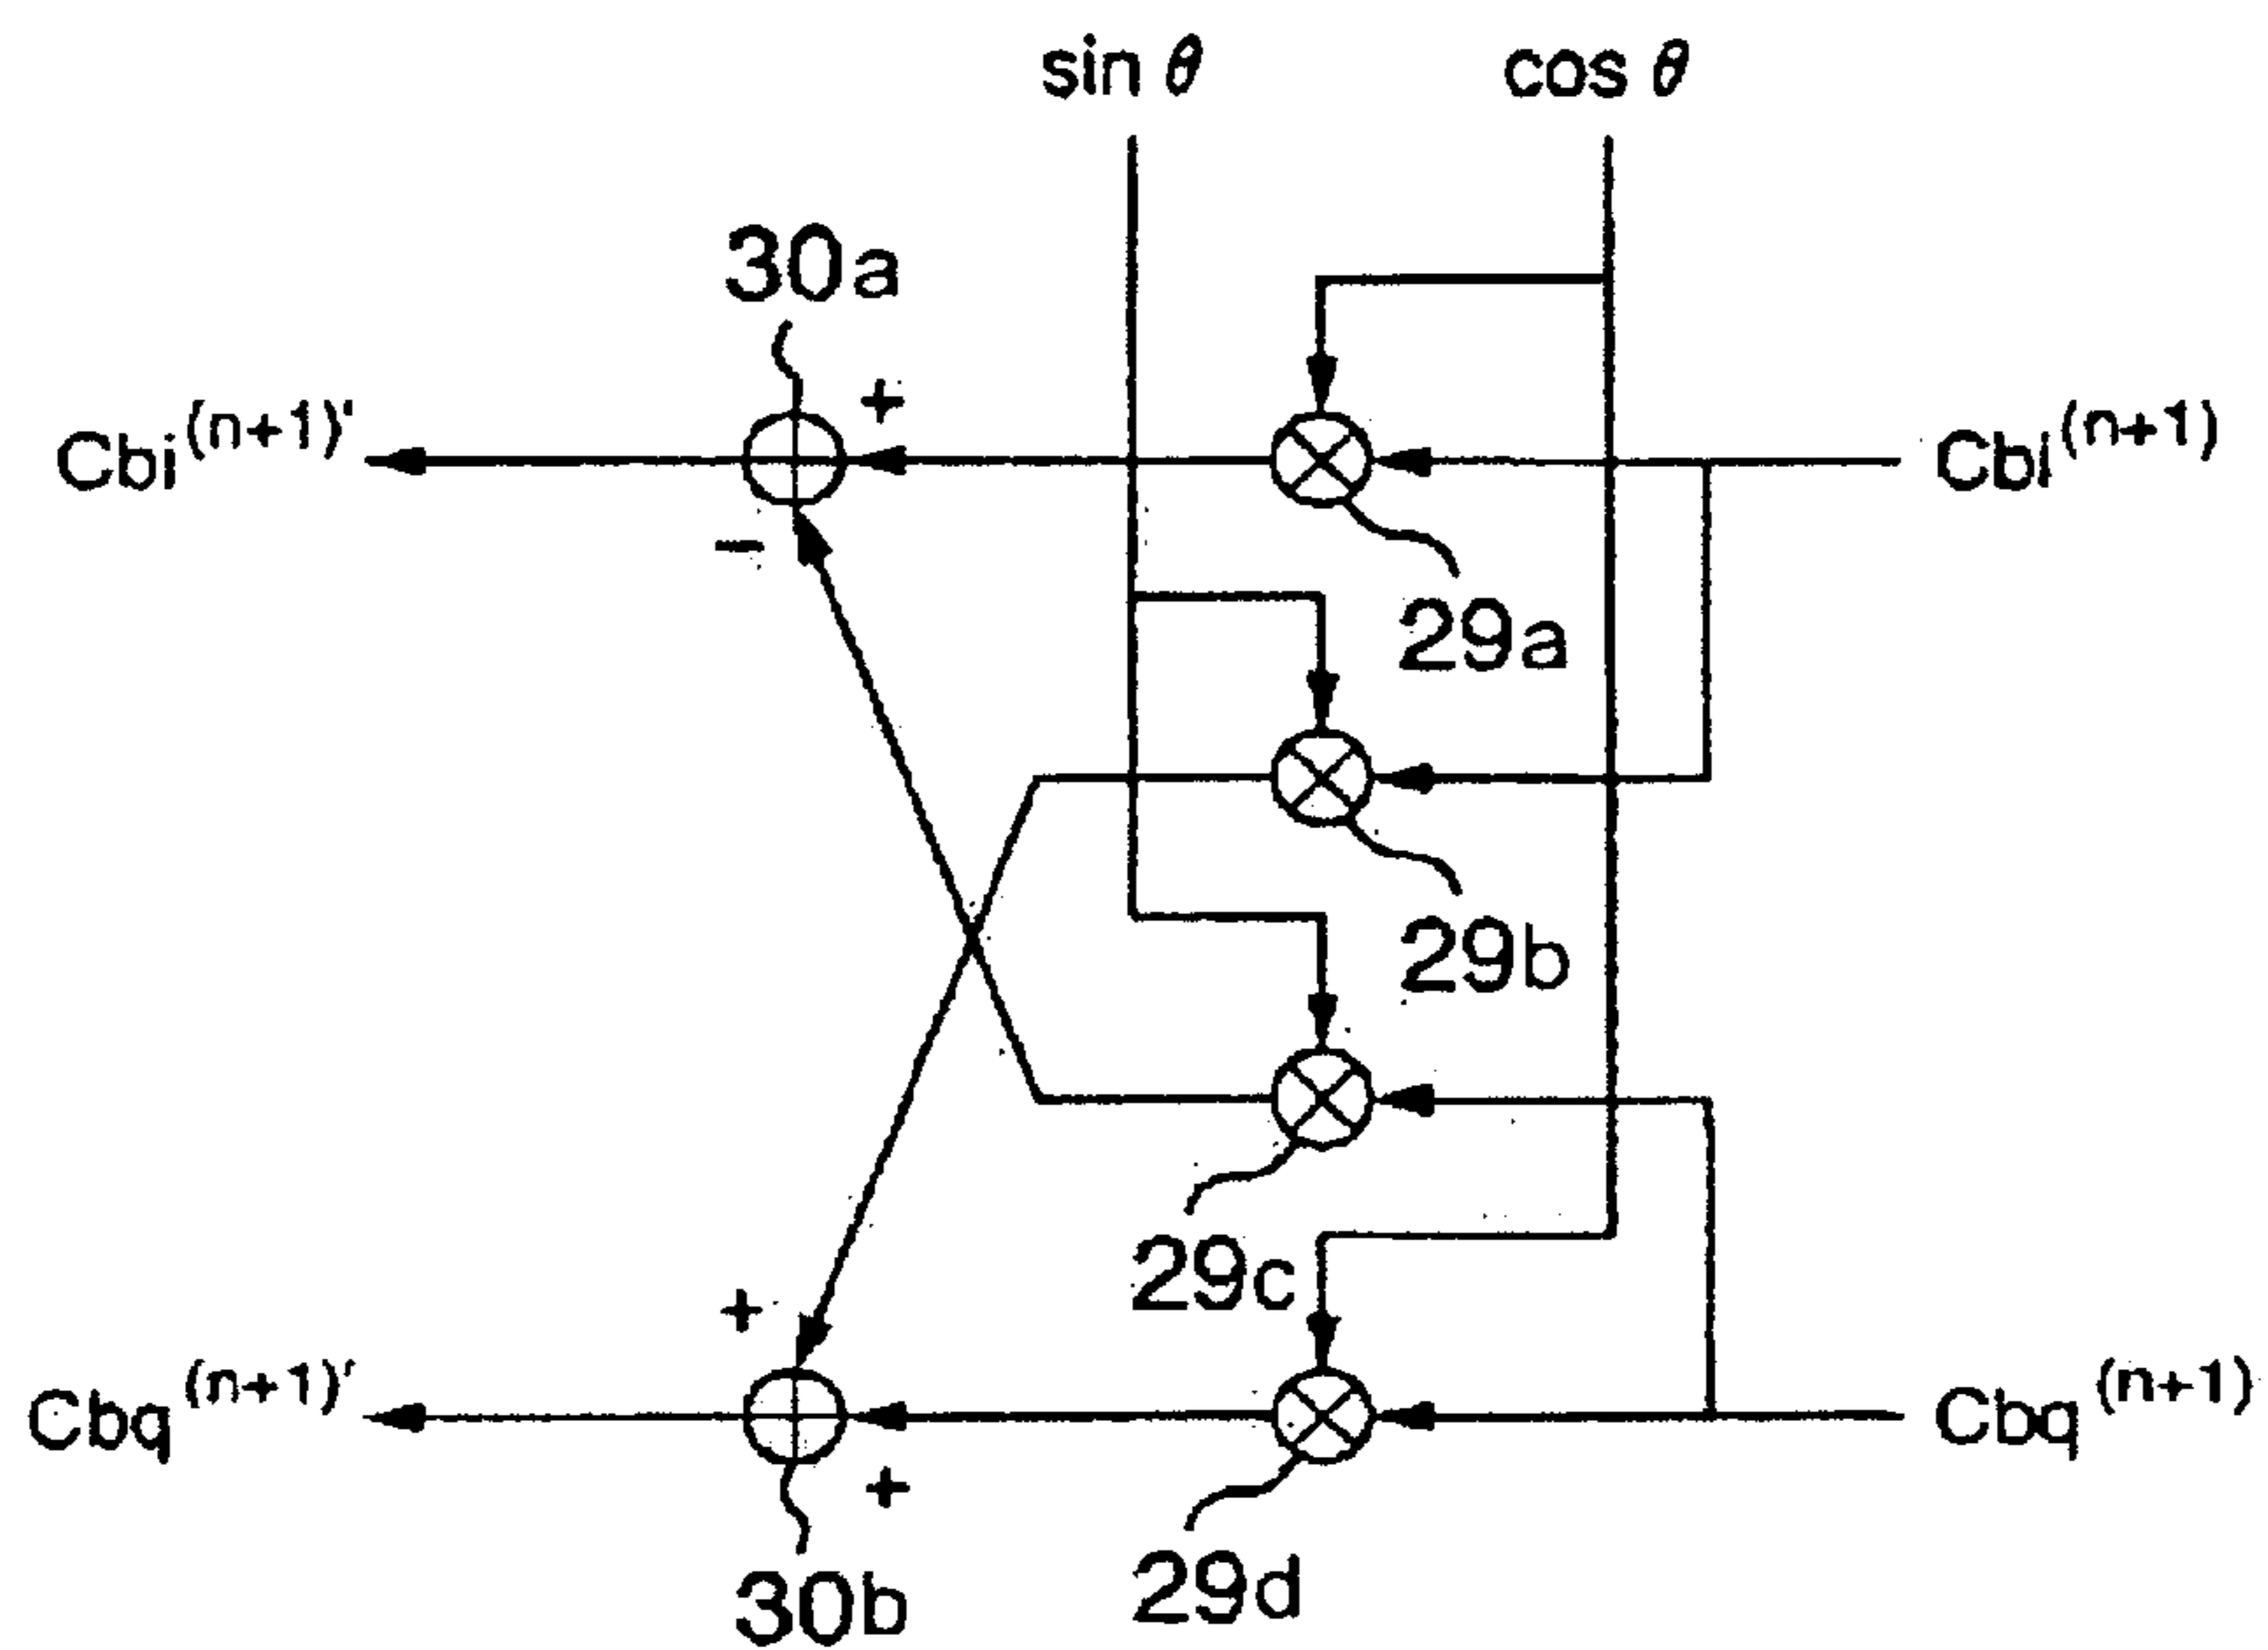 sin θ cos θ
30a
+
Cbi(n+1)' Cbi(n+1)
−
29a
29b
29c
+
Cbq(n+1)' Cbq(n+1)
+
29d
30b